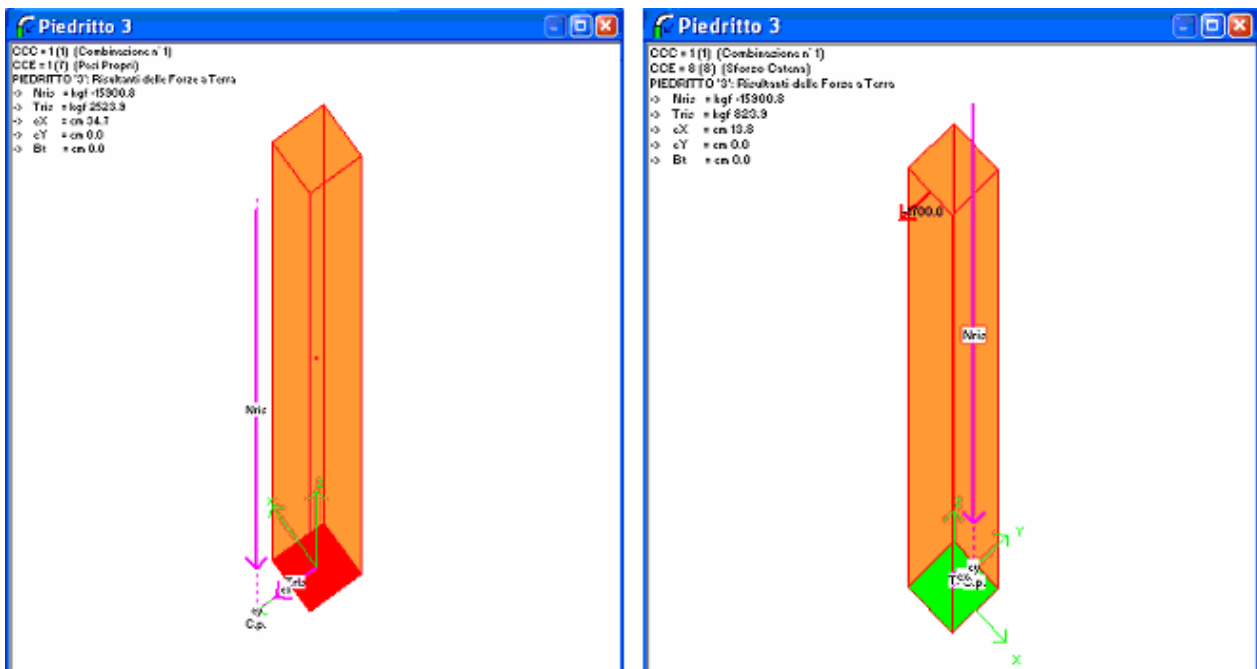 Piedritto 3
CCC = 1 (1) (Combinazione n° 1)
CCE = 1 (7) (Pesi Propri)
PIEDRITTO "3": Risultanti delle Forze a Terra
-> Nris = kgf -15900.8
-> Tris = kgf 2523.9
-> eX = cm 34.7
-> eY = cm 0.0
-> Bt = cm 0.0
Nris
X
Z
Tris
ex
ey
C.p.
Piedritto 3
CCC = 1 (1) (Combinazione n° 1)
CCE = 8 (8) (Sforzo Catena)
PIEDRITTO "3": Risultanti delle Forze a Terra
-> Nris = kgf -15900.8
-> Tris = kgf 823.9
-> eX = cm 13.8
-> eY = cm 0.0
-> Bt = cm 0.0
Nris
Z
Y
ey
C.p.
X